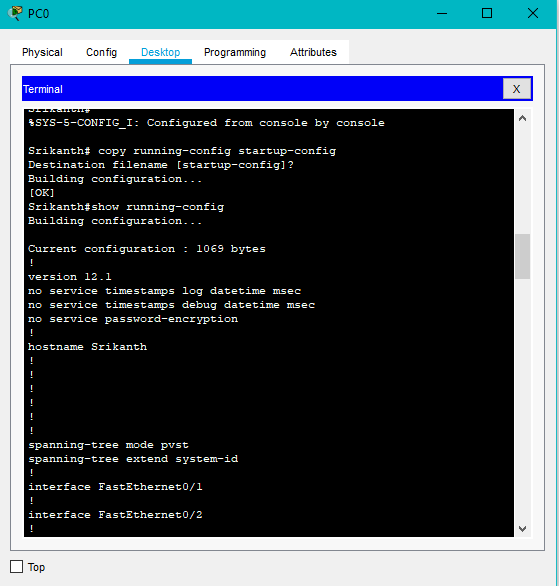 PC0
Physical Config Desktop Programming Attributes
Terminal
X
Srikanth#
%SYS-5-CONFIG_I: Configured from console by console
Srikanth# copy running-config startup-config
Destination filename [startup-config]?
Building configuration...
[OK]
Srikanth#show running-config
Building configuration...
Current configuration : 1069 bytes
!
version 12.1
no service timestamps log datetime msec
no service timestamps debug datetime msec
no service password-encryption
!
hostname Srikanth
!
!
!
!
!
!
spanning-tree mode pvst
spanning-tree extend system-id
!
interface FastEthernet0/1
!
interface FastEthernet0/2
!
Top